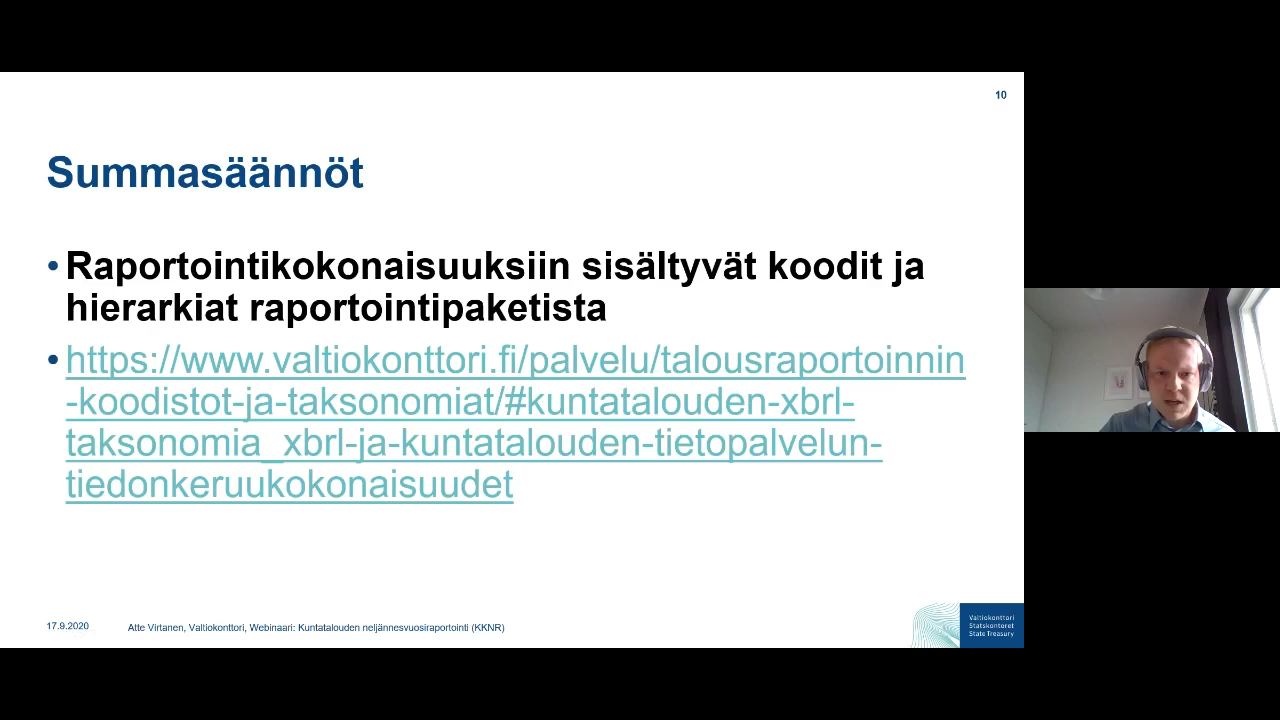 10
Summasäännöt
• Raportointikokonaisuuksiin sisältyvät koodit ja
hierarkiat raportointipaketista
• https://www.valtiokonttori.fi/palvelu/talousraportoinnin
-koodistot-ja-taksonomiat/#kuntatalouden-xbrl-
taksonomia_xbrl-ja-kuntatalouden-tietopalvelun-
tiedonkeruukokonaisuudet
17.9.2020
Atte Virtanen, Valtiokonttori, Webinaari: Kuntatalouden neljännesvuosiraportointi (KKNR)
Valtiokonttori
Statskontoret
State Treasury